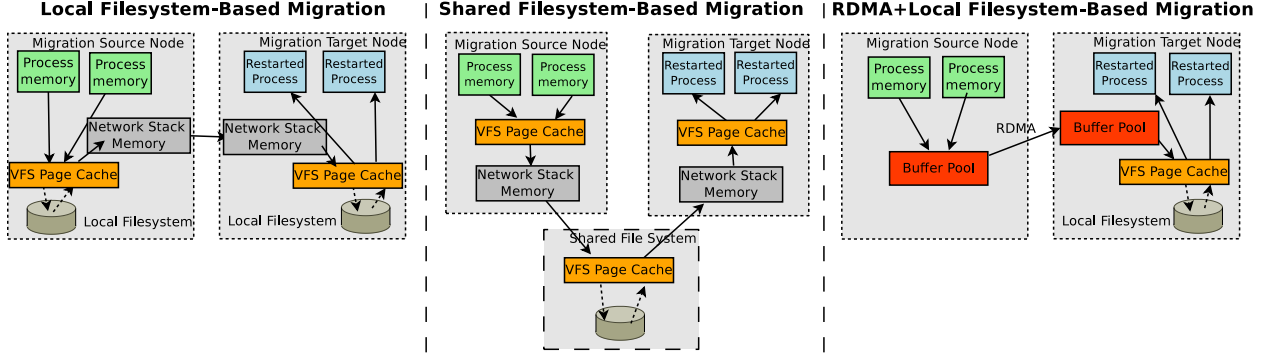 Local Filesystem-Based Migration
Migration Source Node
Process
memory
Process
memory
Network Stack
Memory
VFS Page Cache
Local Filesystem
Migration Target Node
Restarted
Process
Restarted
Process
Network Stack
Memory
VFS Page Cache
Local Filesystem
Shared Filesystem-Based Migration
Migration Source Node
Process
memory
Process
memory
VFS Page Cache
Network Stack
Memory
Migration Target Node
Restarted
Process
Restarted
Process
VFS Page Cache
Network Stack
Memory
Shared File System
VFS Page Cache
RDMA+Local Filesystem-Based Migration
Migration Source Node
Process
memory
Process
memory
Buffer Pool
RDMA
Migration Target Node
Restarted
Process
Restarted
Process
Buffer Pool
VFS Page Cache
Local Filesystem